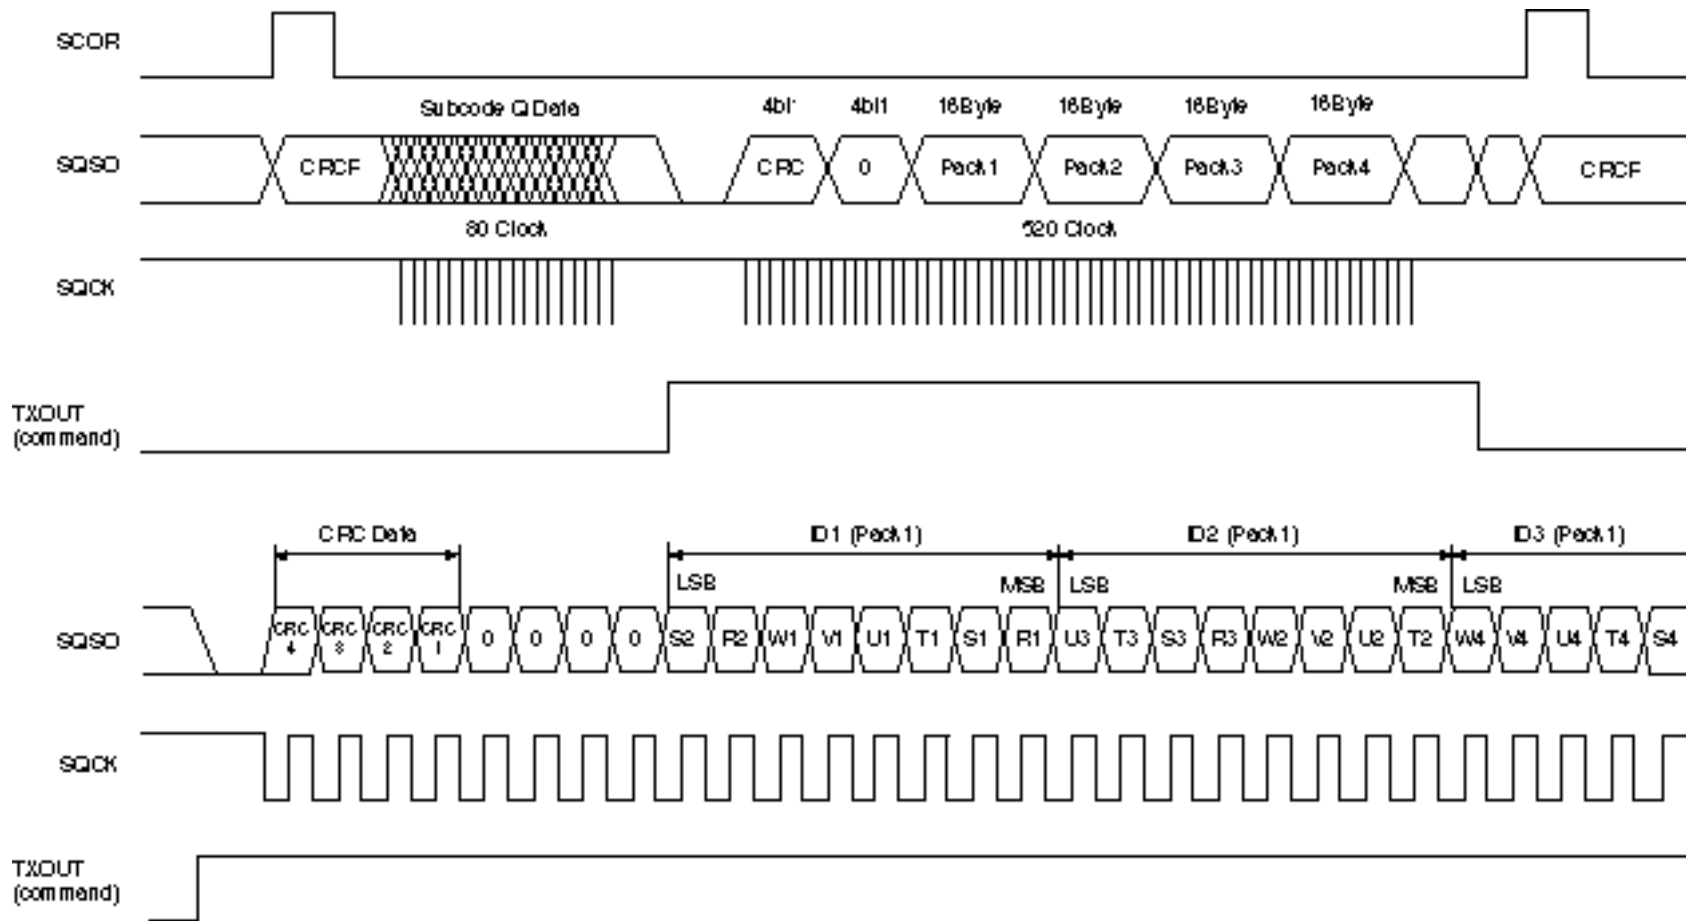 SCOR
Subcode Q Data 4bit 4bit 16Byte 16Byte 16Byte 16Byte
SQSO CRCF CRC 0 Pack1 Pack2 Pack3 Pack4 CRCF
80 Clock 520 Clock
SQCK
TXOUT
(command)
CRC Data ID1 (Pack1) ID2 (Pack1) ID3 (Pack1)
LSB MSB LSB MSB LSB
SQSO CRC 4 CRC 3 CRC 2 CRC 1 0 0 0 0 S2 R2 W1 V1 U1 T1 S1 R1 U3 T3 S3 R3 W2 V2 U2 T2 W4 V4 U4 T4 S4
SQCK
TXOUT
(command)